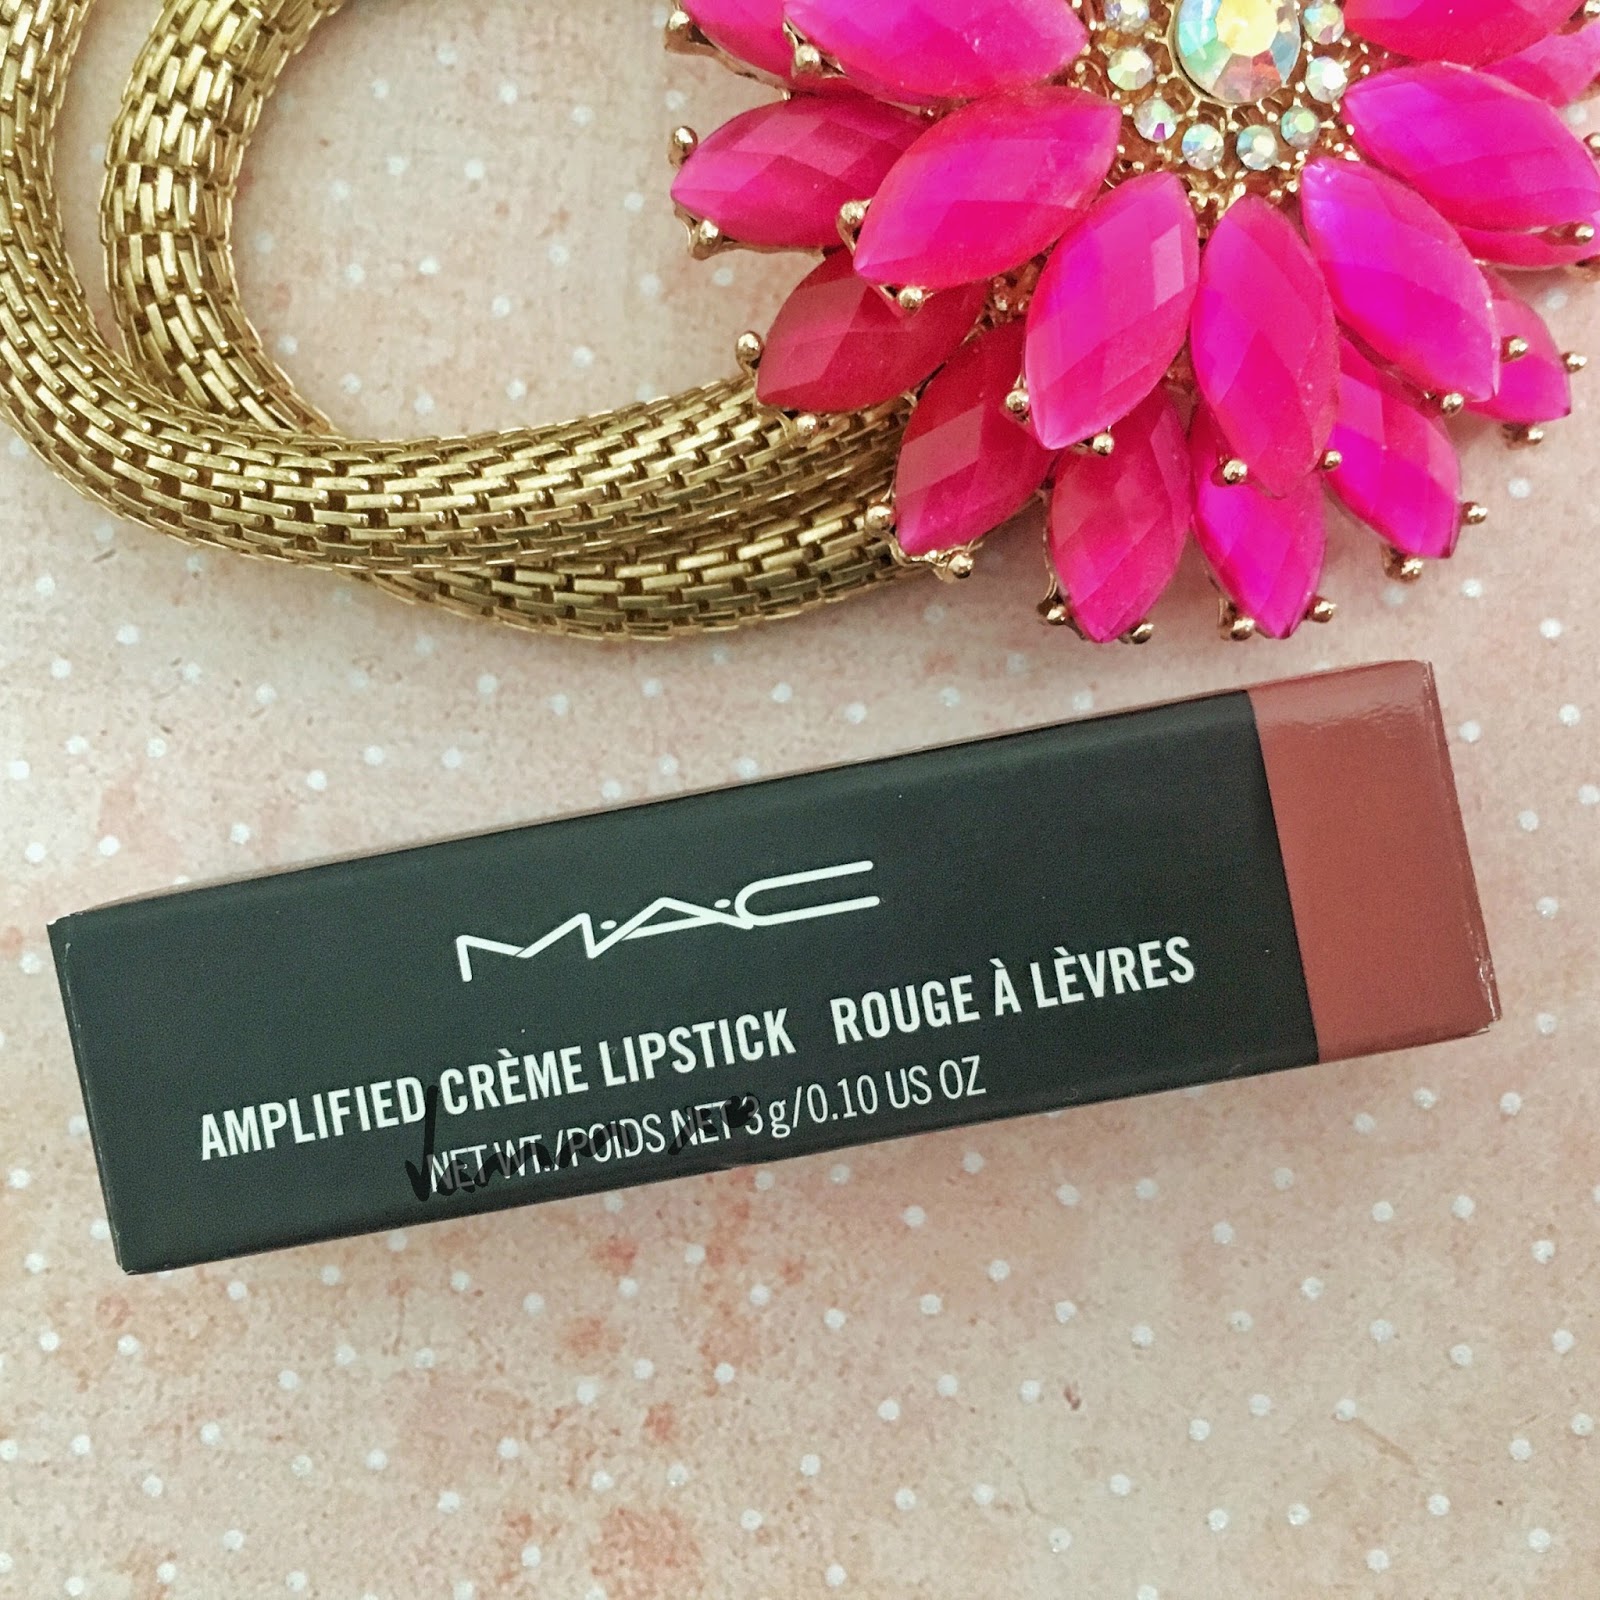 M·A·C
AMPLIFIED CRÈME LIPSTICK ROUGE À LÈVRES
NET WT./POIDS NET 3 g/0.10 US OZ